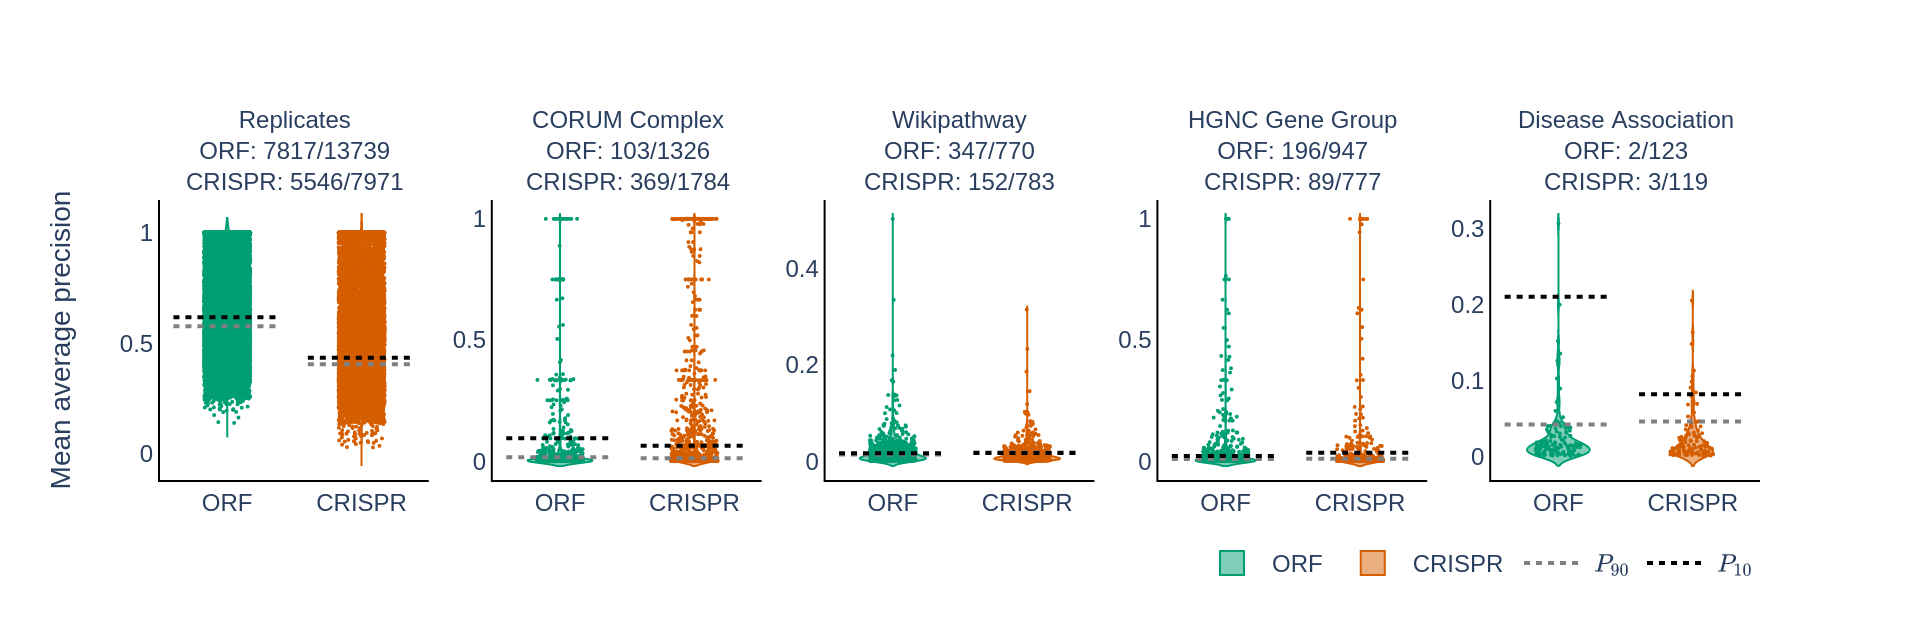 Replicates
ORF: 7817/13739
CRISPR: 5546/7971
CORUM Complex
ORF: 103/1326
CRISPR: 369/1784
Wikipathway
ORF: 347/770
CRISPR: 152/783
HGNC Gene Group
ORF: 196/947
CRISPR: 89/777
Disease Association
ORF: 2/123
CRISPR: 3/119
Mean average precision
1
0.5
0
ORF CRISPR
1
0.5
0
ORF CRISPR
0.4
0.2
0
ORF CRISPR
1
0.5
0
ORF CRISPR
0.3
0.2
0.1
0
ORF CRISPR
ORF CRISPR P90 P10